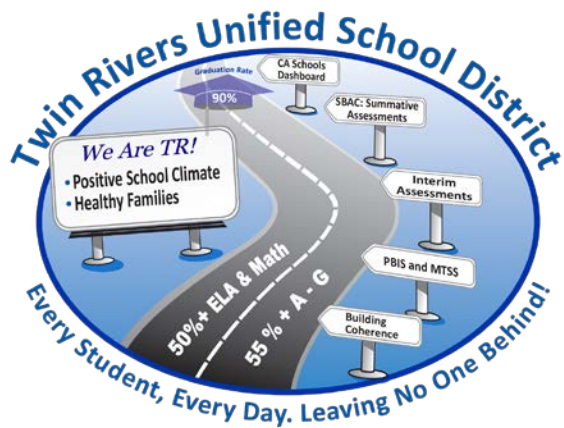 Twin Rivers Unified School District
Graduation Rate
90%
CA Schools
Dashboard
SBAC: Summative
Assessments
We Are TR!
• Positive School Climate
• Healthy Families
Interim
Assessments
PBIS and MTSS
Building
Coherence
50%+ ELA & Math
55 % + A - G
Every Student, Every Day. Leaving No One Behind!